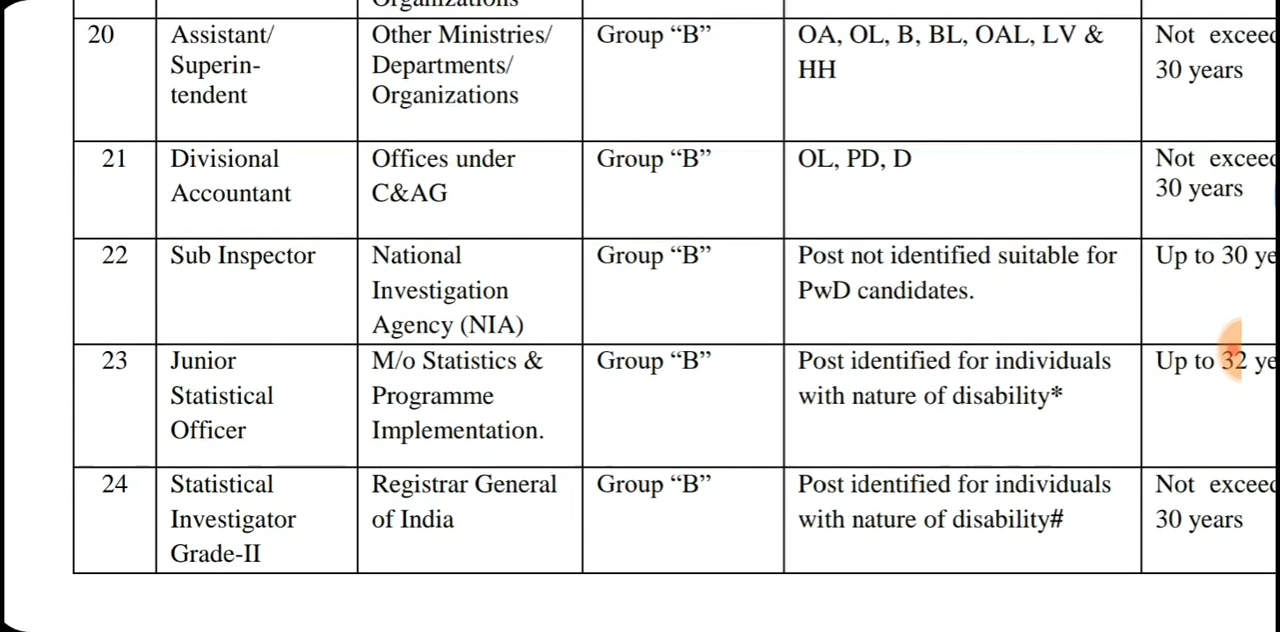 Organizations
20 Assistant/ Other Ministries/ Group “B” OA, OL, B, BL, OAL, LV & Not exceed
Superin- Departments/ HH 30 years
tendent Organizations
21 Divisional Offices under Group “B” OL, PD, D Not exceed
Accountant C&AG 30 years
22 Sub Inspector National Group “B” Post not identified suitable for Up to 30 ye
Investigation PwD candidates.
Agency (NIA)
23 Junior M/o Statistics & Group “B” Post identified for individuals Up to 32 ye
Statistical Programme with nature of disability*
Officer Implementation.
24 Statistical Registrar General Group “B” Post identified for individuals Not exceed
Investigator of India with nature of disability# 30 years
Grade-II